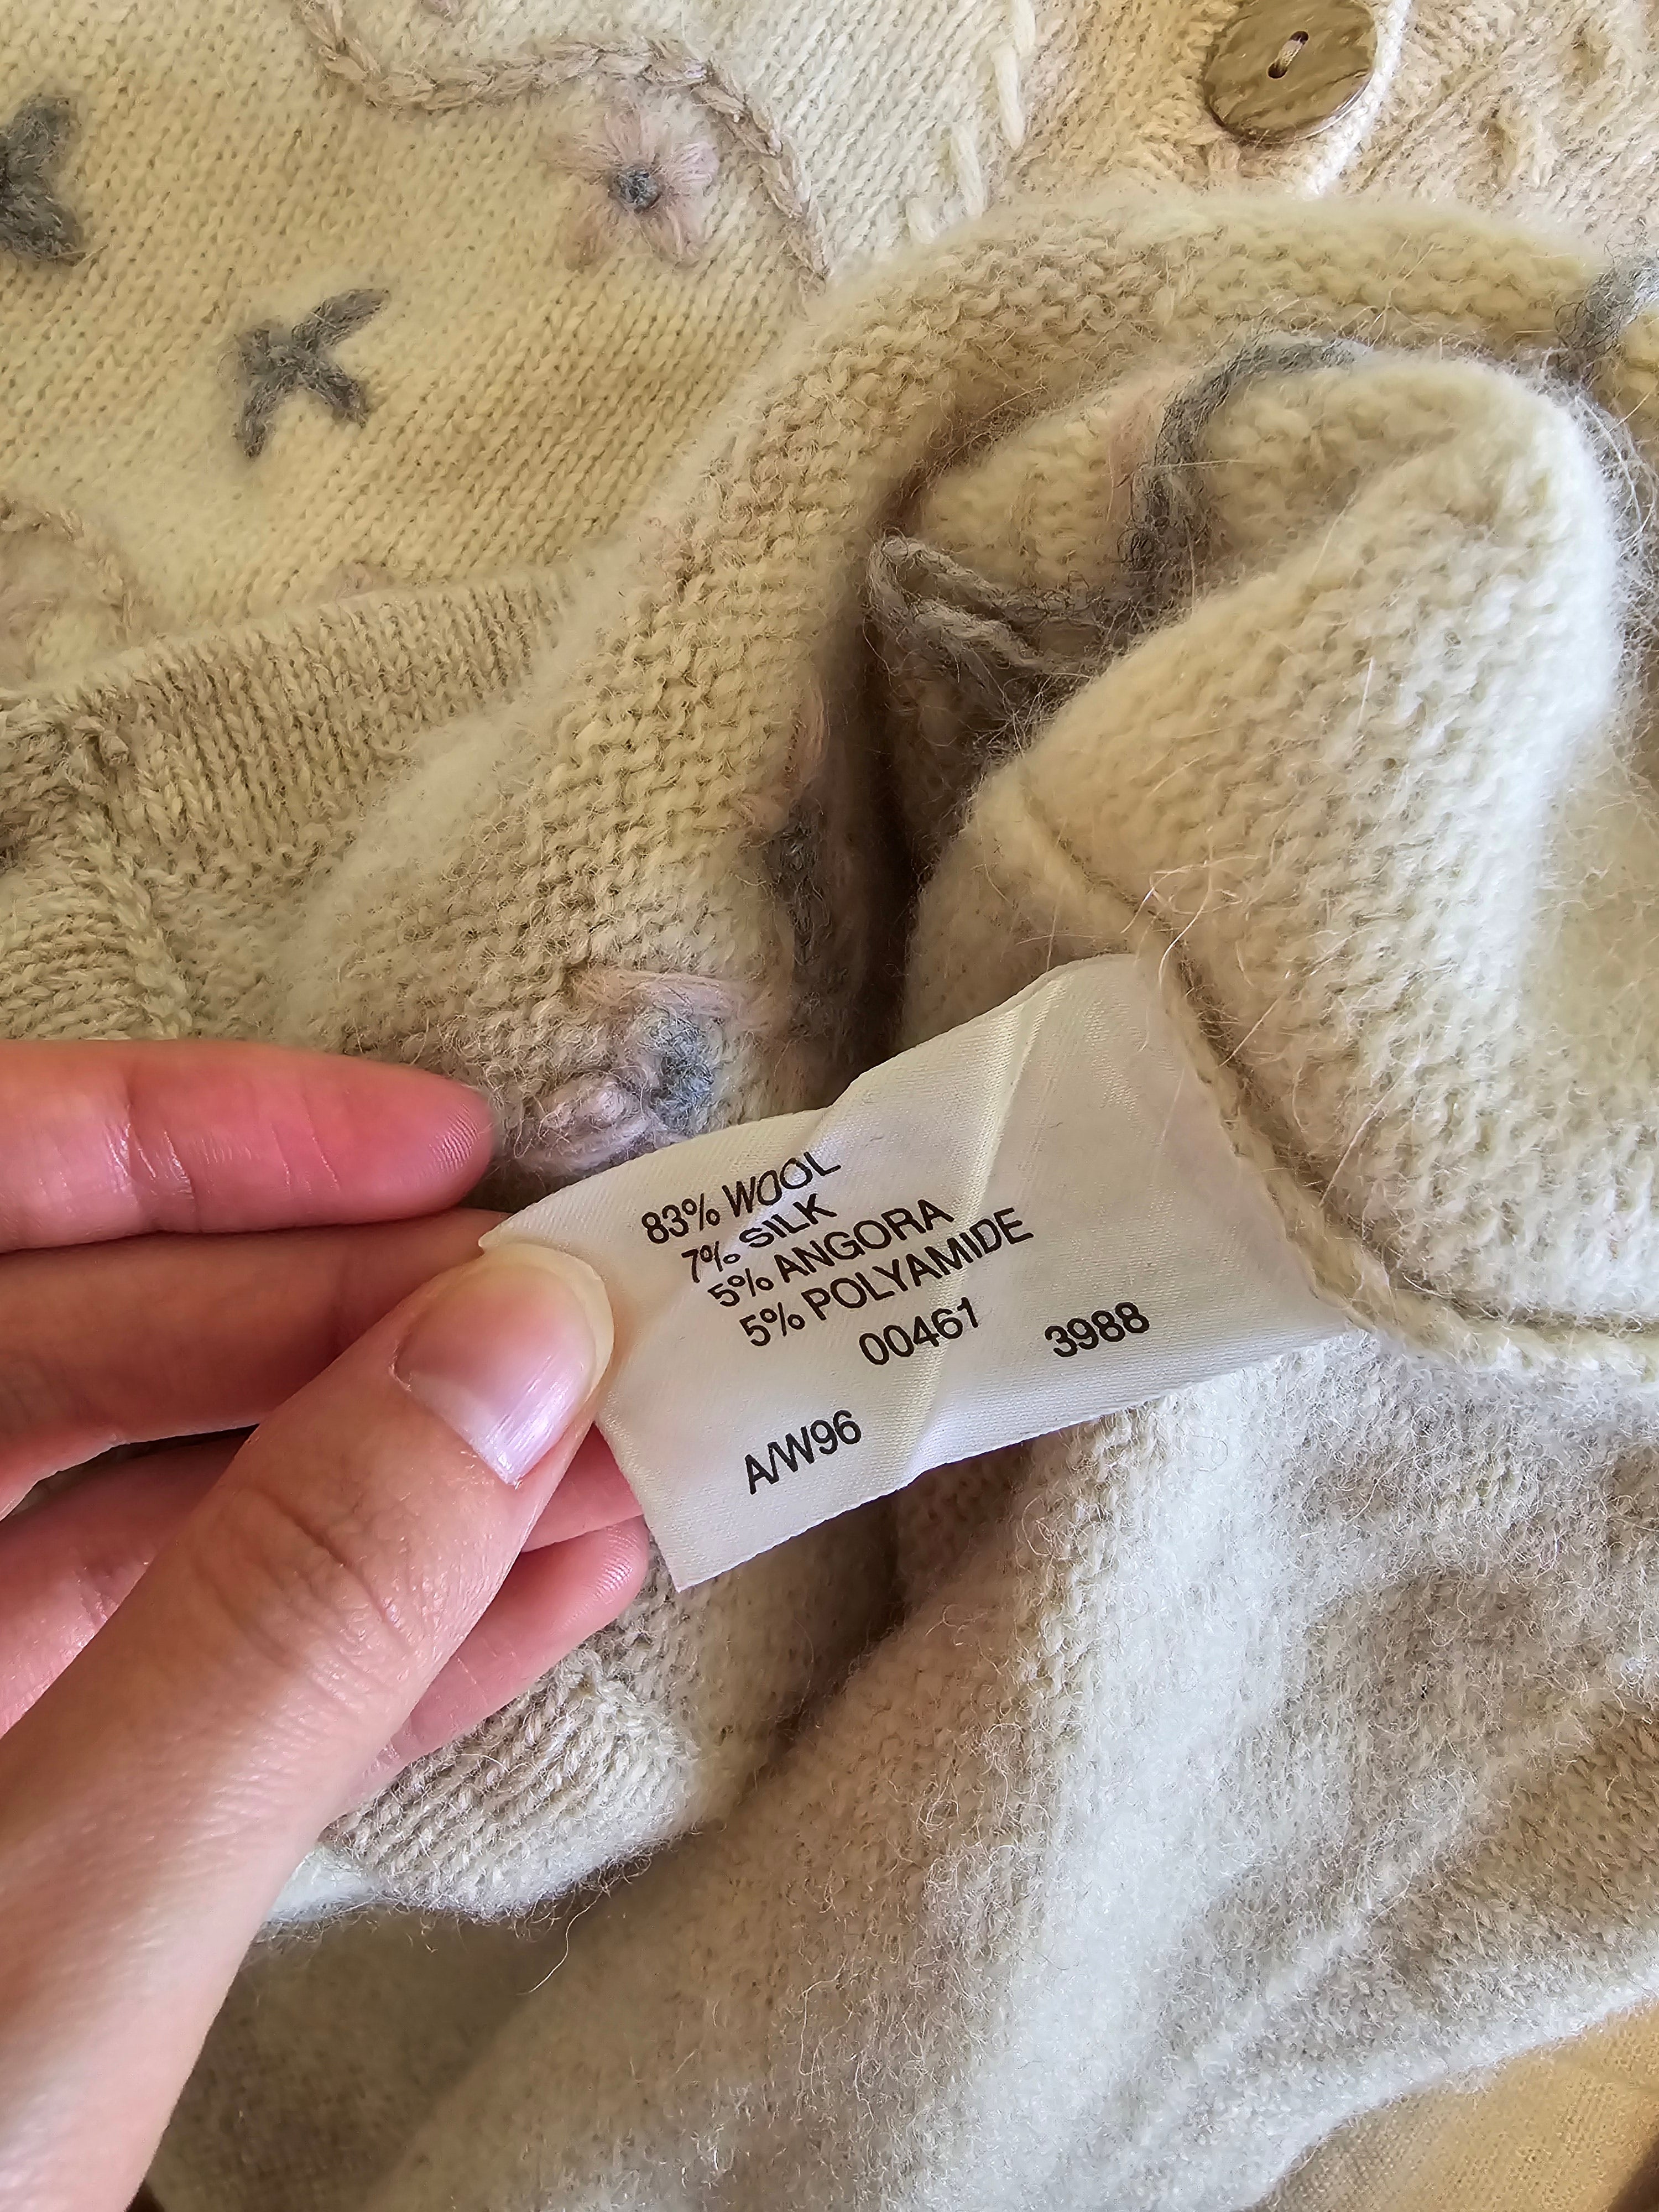 83% WOOL
7% SILK
5% ANGORA
5% POLYAMIDE
00461 3988
A/W96